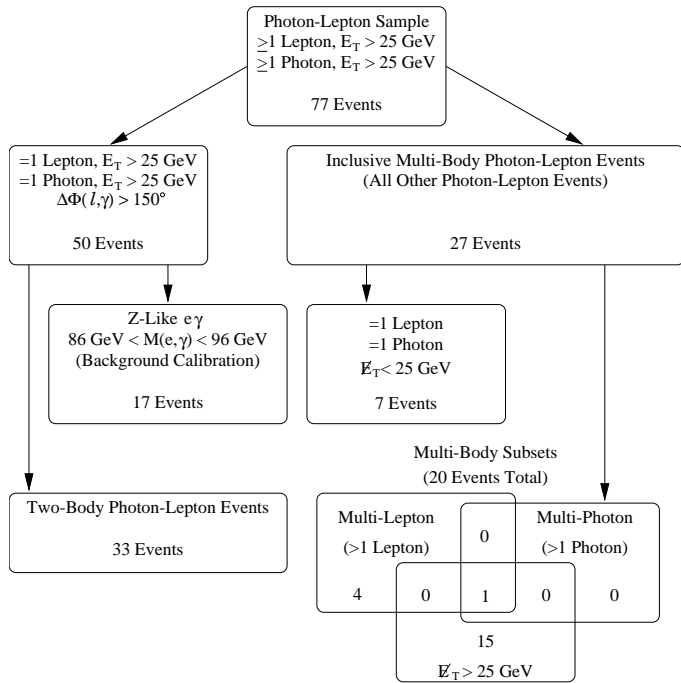 Photon-Lepton Sample
≥1 Lepton, E_T > 25 GeV
≥1 Photon, E_T > 25 GeV
77 Events
=1 Lepton, E_T > 25 GeV
=1 Photon, E_T > 25 GeV
ΔΦ(l,γ) > 150°
50 Events
Inclusive Multi-Body Photon-Lepton Events
(All Other Photon-Lepton Events)
27 Events
Z-Like eγ
86 GeV < M(e,γ) < 96 GeV
(Background Calibration)
17 Events
=1 Lepton
=1 Photon
E̸_T < 25 GeV
7 Events
Two-Body Photon-Lepton Events
33 Events
Multi-Body Subsets
(20 Events Total)
Multi-Lepton
(>1 Lepton)
0
Multi-Photon
(>1 Photon)
4 0 1 0 0
15
E̸_T > 25 GeV